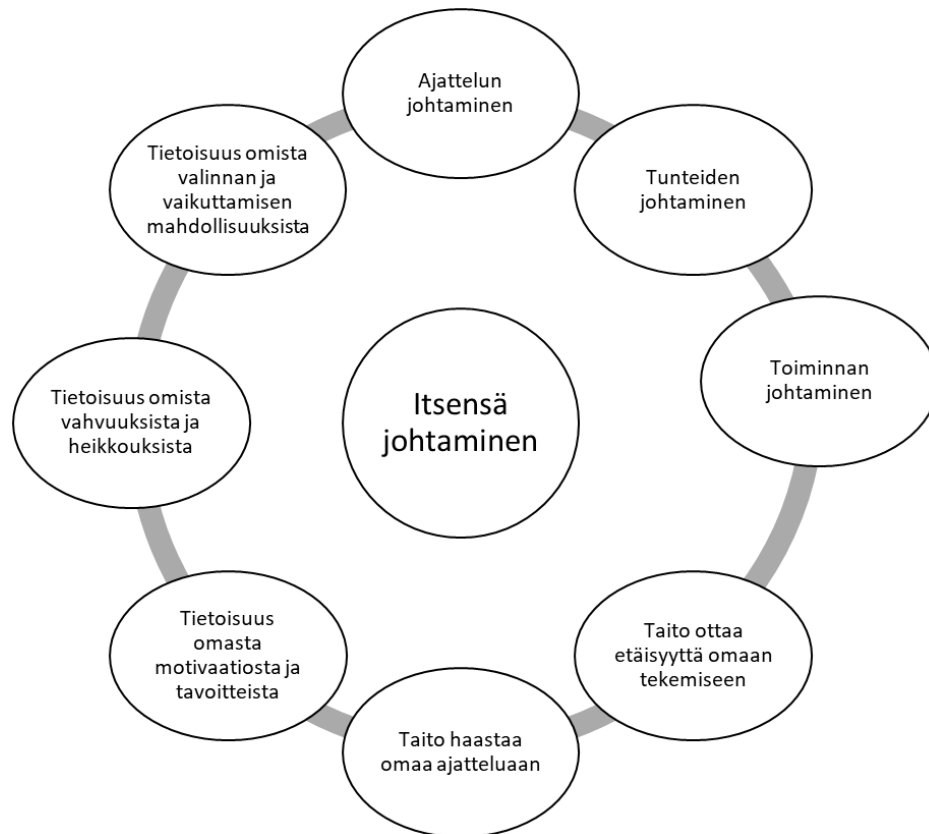 Ajattelun
johtaminen
Tunteiden
johtaminen
Toiminnan
johtaminen
Taito ottaa
etäisyyttä omaan
tekemiseen
Taito haastaa
omaa ajatteluaan
Tietoisuus
omasta
motivaatiosta ja
tavoitteista
Tietoisuus omista
vahvuuksista ja
heikkouksista
Tietoisuus omista
valinnan ja
vaikuttamisen
mahdollisuuksista
Itsensä
johtaminen